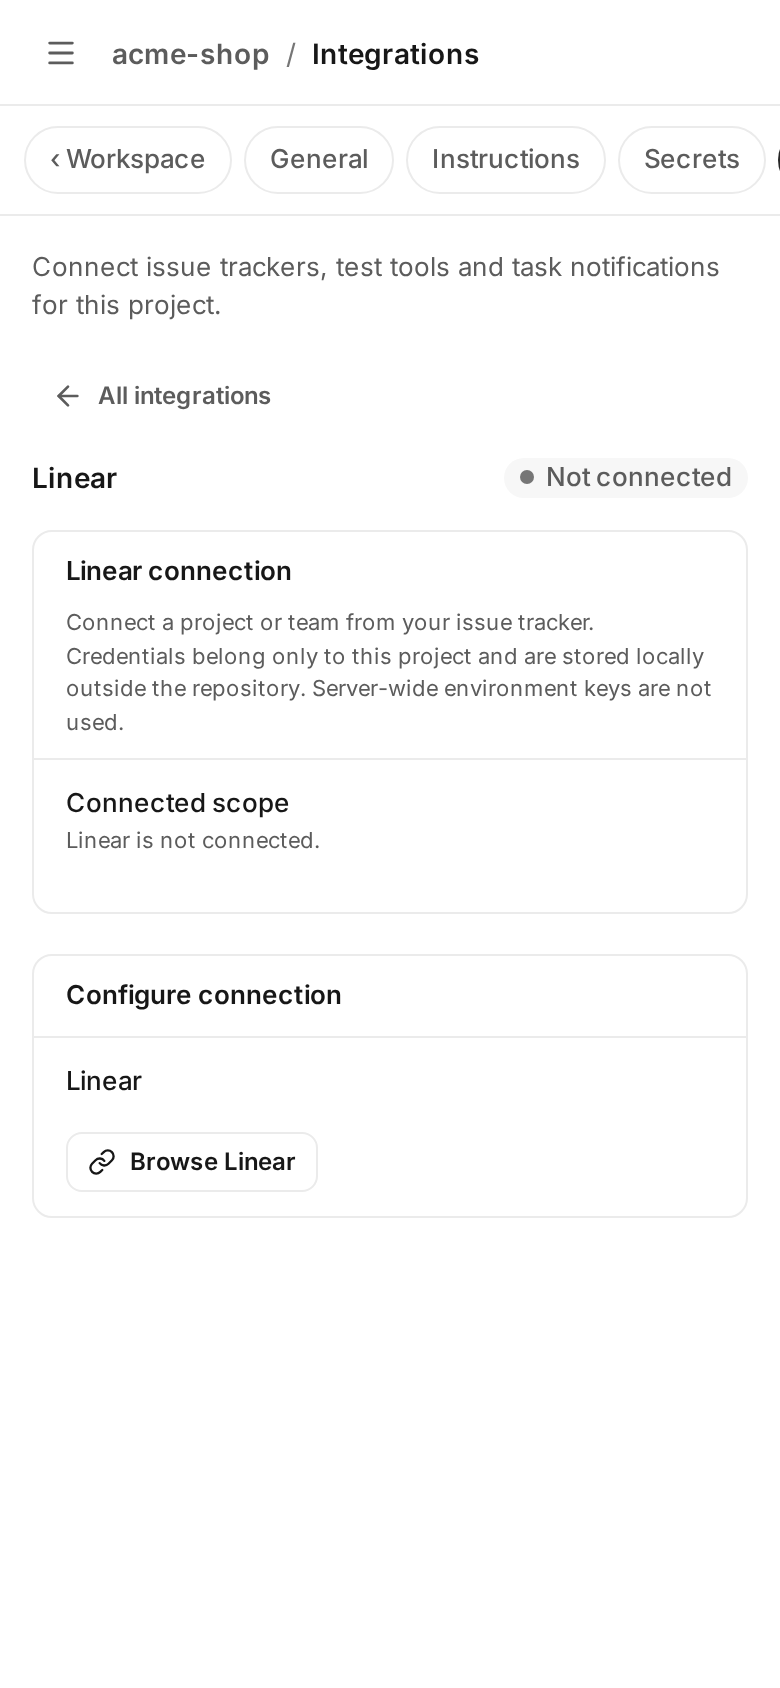 acme-shop / Integrations
‹ Workspace General Instructions Secrets
Connect issue trackers, test tools and task notifications
for this project.
All integrations
Linear
Not connected
Linear connection
Connect a project or team from your issue tracker.
Credentials belong only to this project and are stored locally
outside the repository. Server-wide environment keys are not
used.
Connected scope
Linear is not connected.
Configure connection
Linear
Browse Linear